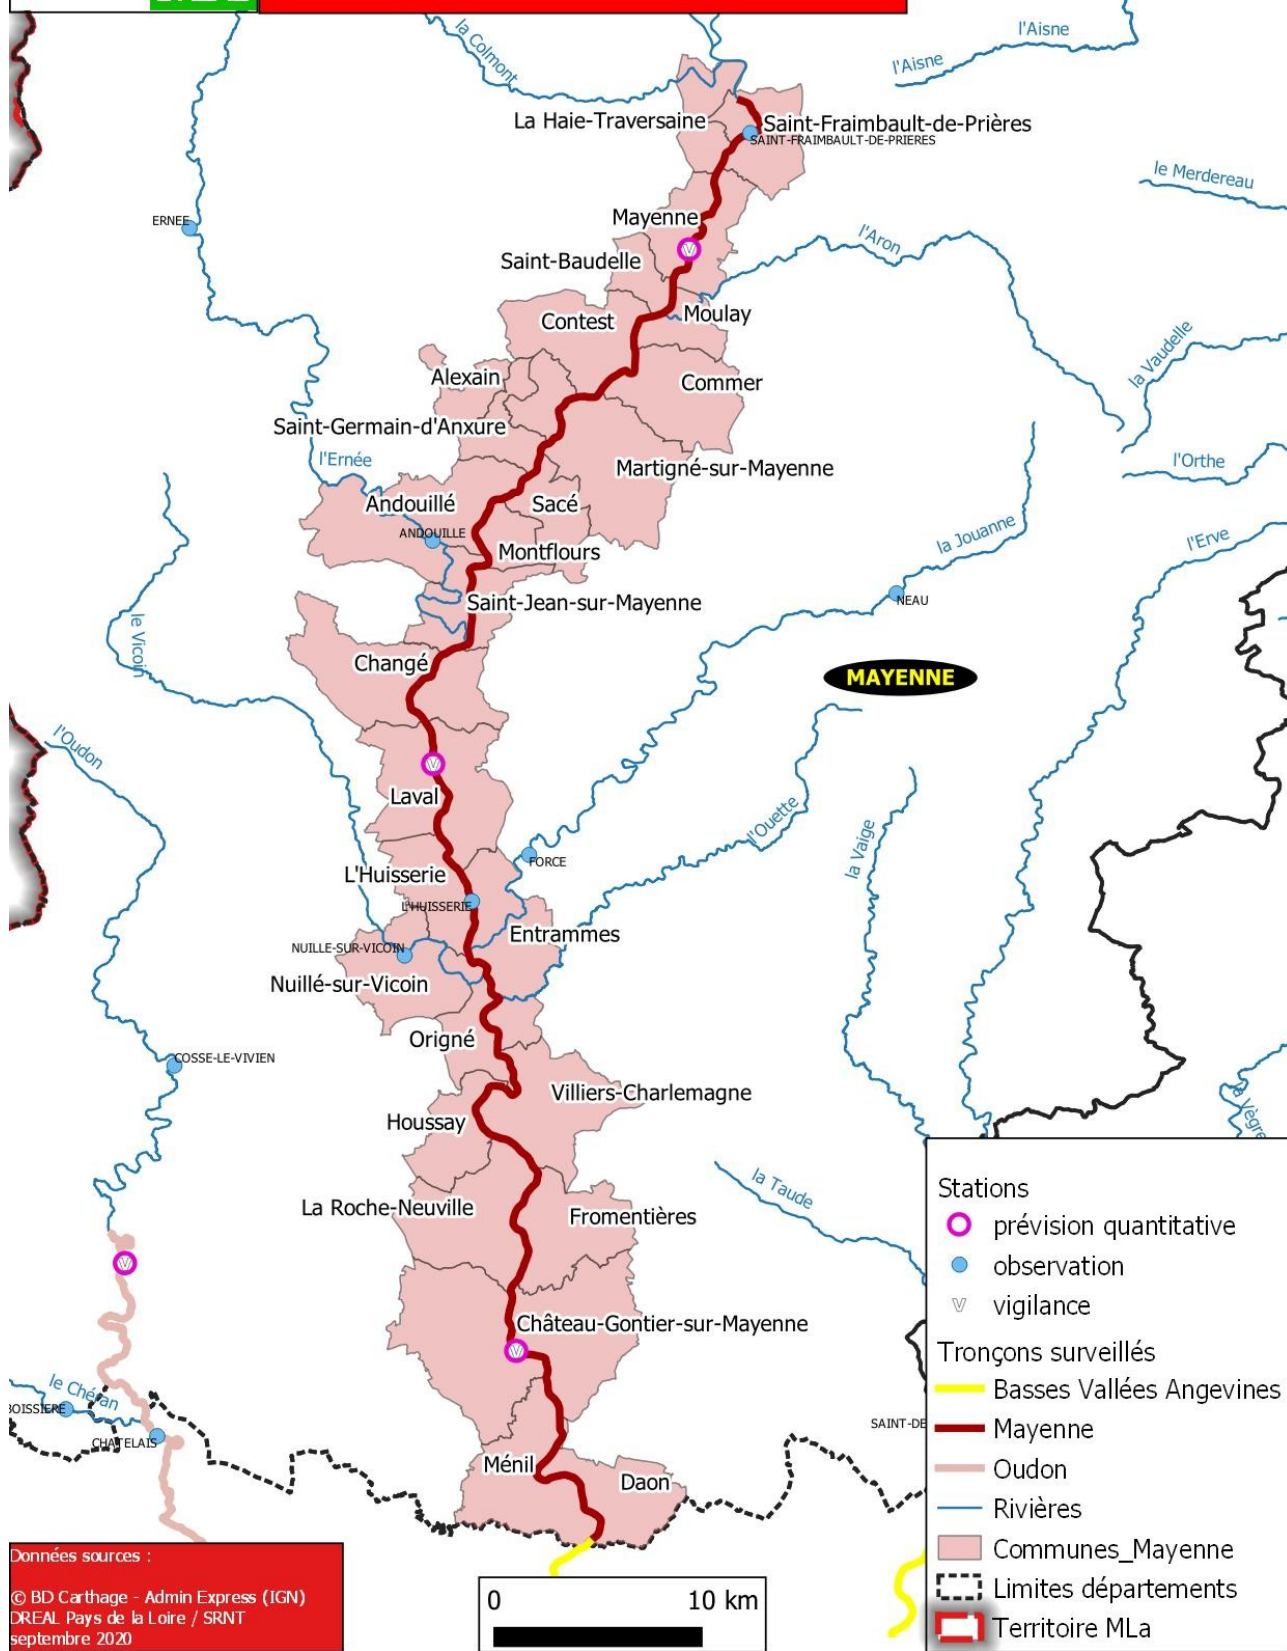 la Colmont
l'Aisne
l'Aisne
La Haie-Traversaine
Saint-Fraimbault-de-Prières
SAINT-FRAIMBAULT-DE-PRIERES
le Merdereau
ERNEE
Mayenne
V
l'Aron
Saint-Baudelle
Contest
Moulay
la Vaudelle
Alexain
Commer
Saint-Germain-d'Anxure
l'Ernée
Martigné-sur-Mayenne
l'Orthe
Andouillé
Sacé
ANDOUILLE
Montflours
la Jouanne
l'Erve
NEAU
Saint-Jean-sur-Mayenne
le Vicoin
Changé
MAYENNE
l'Oudon
V
Laval
l'Ouette
la Vaige
FORCE
L'Huisserie
L'HUISSERIE
Entrammes
NUILLE-SUR-VICOIN
Nuillé-sur-Vicoin
Origné
COSSE-LE-VIVIEN
Villiers-Charlemagne
Houssay
la Vègre
la Taude
La Roche-Neuville
Fromentières
V
Château-Gontier-sur-Mayenne
V
le Chéran
BOISSIERE
CHATELAIS
SAINT-DE
Ménil
Daon
Stations
prévision quantitative
observation
V vigilance
Tronçons surveillés
Basses Vallées Angevines
Mayenne
Oudon
Rivières
Communes_Mayenne
Limites départements
Territoire MLa
Données sources :
© BD Carthage - Admin Express (IGN)
DREAL Pays de la Loire / SRNT
septembre 2020
0 10 km